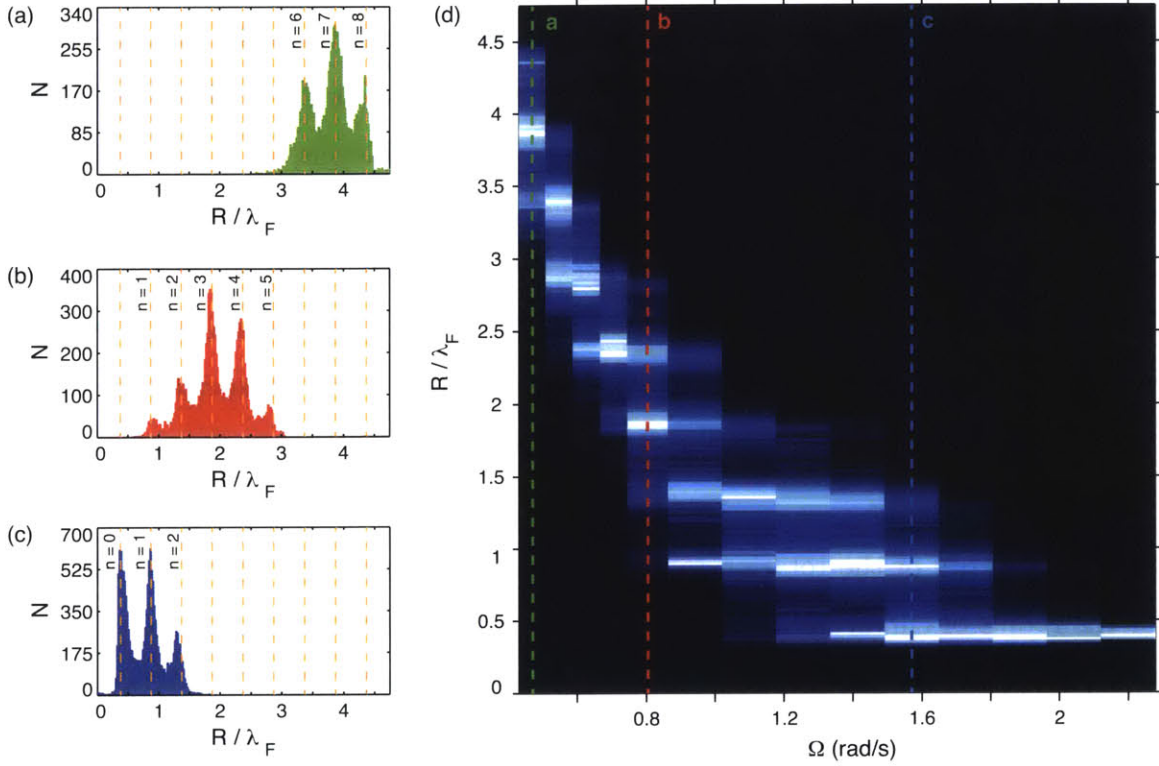 (a)
340
255
170
85
0
N
n = 6
n = 7
n = 8
0 1 2 3 4
R / λF
(b)
400
300
200
100
0
N
n = 1
n = 2
n = 3
n = 4
n = 5
0 1 2 3 4
R / λF
(c)
700
525
350
175
0
N
n = 0
n = 1
n = 2
0 1 2 3 4
R / λF
(d)
a b c
4.5
4
3.5
3
2.5
2
1.5
1
0.5
0
R/λF
0.8 1.2 1.6 2
Ω (rad/s)